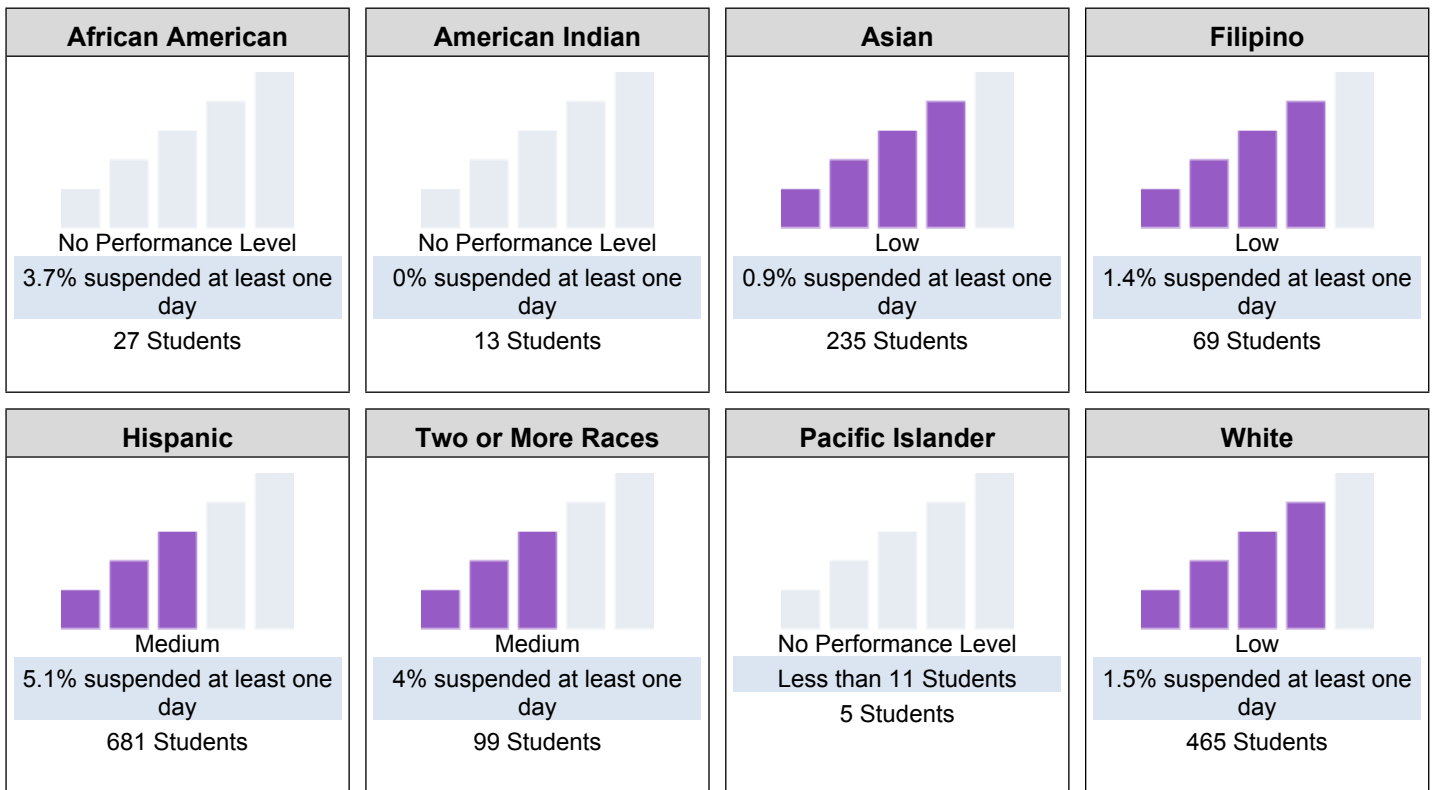 African American
No Performance Level
3.7% suspended at least one
day
27 Students
American Indian
No Performance Level
0% suspended at least one
day
13 Students
Asian
Low
0.9% suspended at least one
day
235 Students
Filipino
Low
1.4% suspended at least one
day
69 Students
Hispanic
Medium
5.1% suspended at least one
day
681 Students
Two or More Races
Medium
4% suspended at least one
day
99 Students
Pacific Islander
No Performance Level
Less than 11 Students
5 Students
White
Low
1.5% suspended at least one
day
465 Students